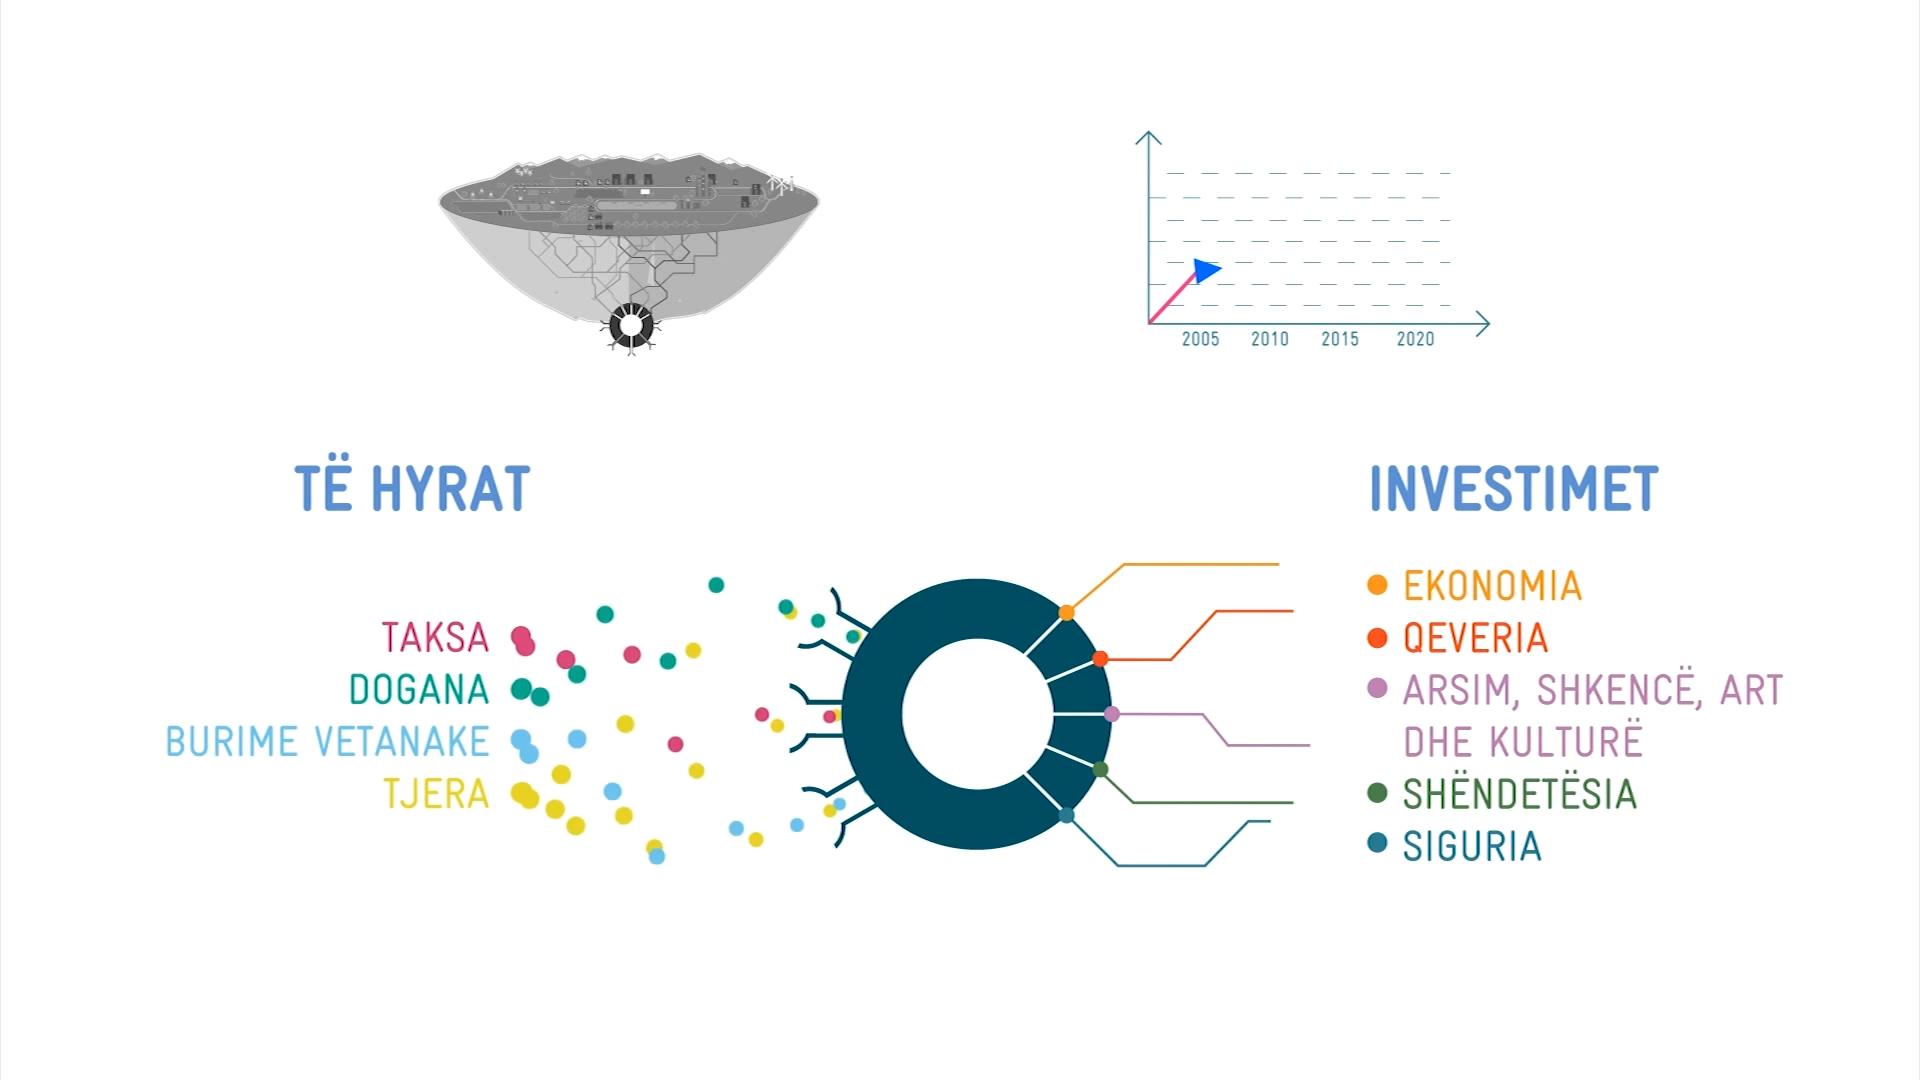 2005 2010 2015 2020
TË HYRAT
TAKSA
DOGANA
BURIME VETANAKE
TJERA
INVESTIMET
EKONOMIA
QEVERIA
ARSIM, SHKENCË, ART
DHE KULTURË
SHËNDETËSIA
SIGURIA